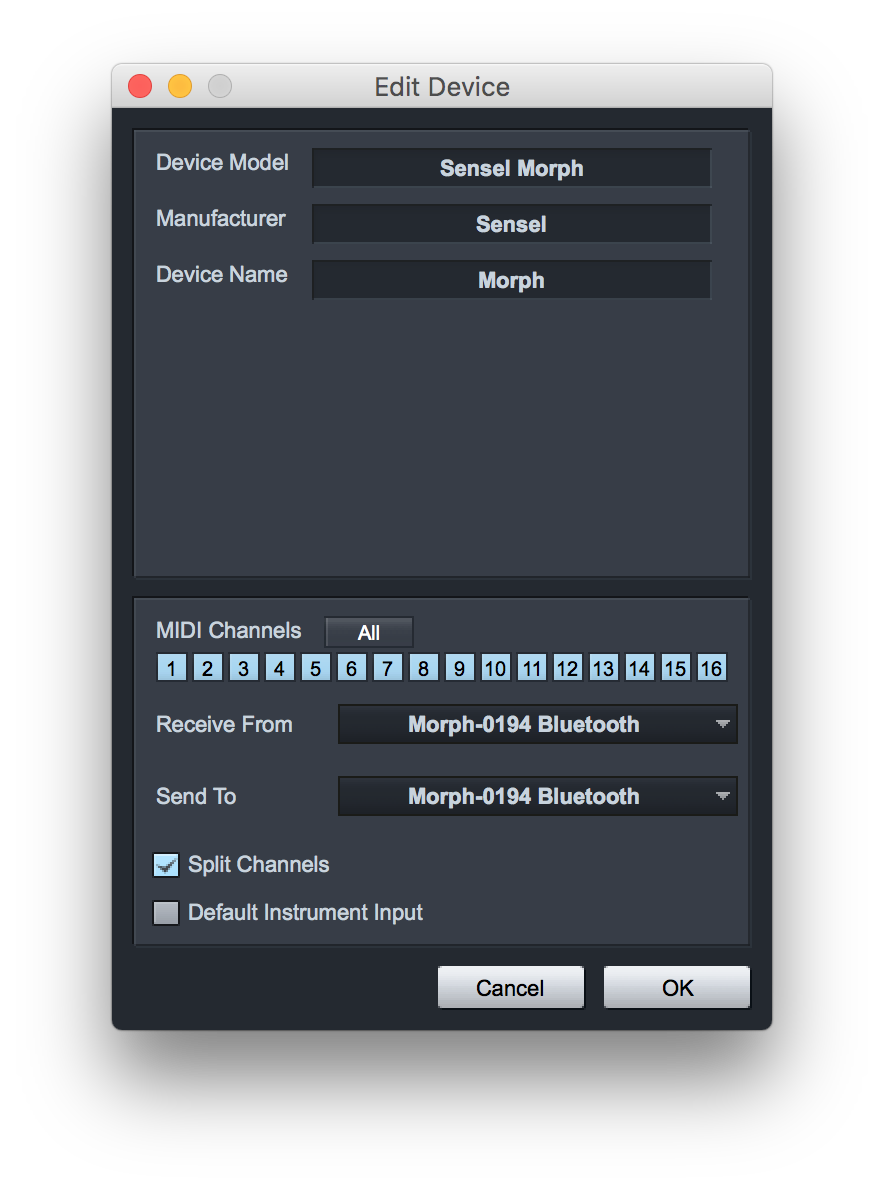 Edit Device
Device Model Sensel Morph
Manufacturer Sensel
Device Name Morph
MIDI Channels All
1 2 3 4 5 6 7 8 9 10 11 12 13 14 15 16
Receive From Morph-0194 Bluetooth
Send To Morph-0194 Bluetooth
Split Channels
Default Instrument Input
Cancel OK